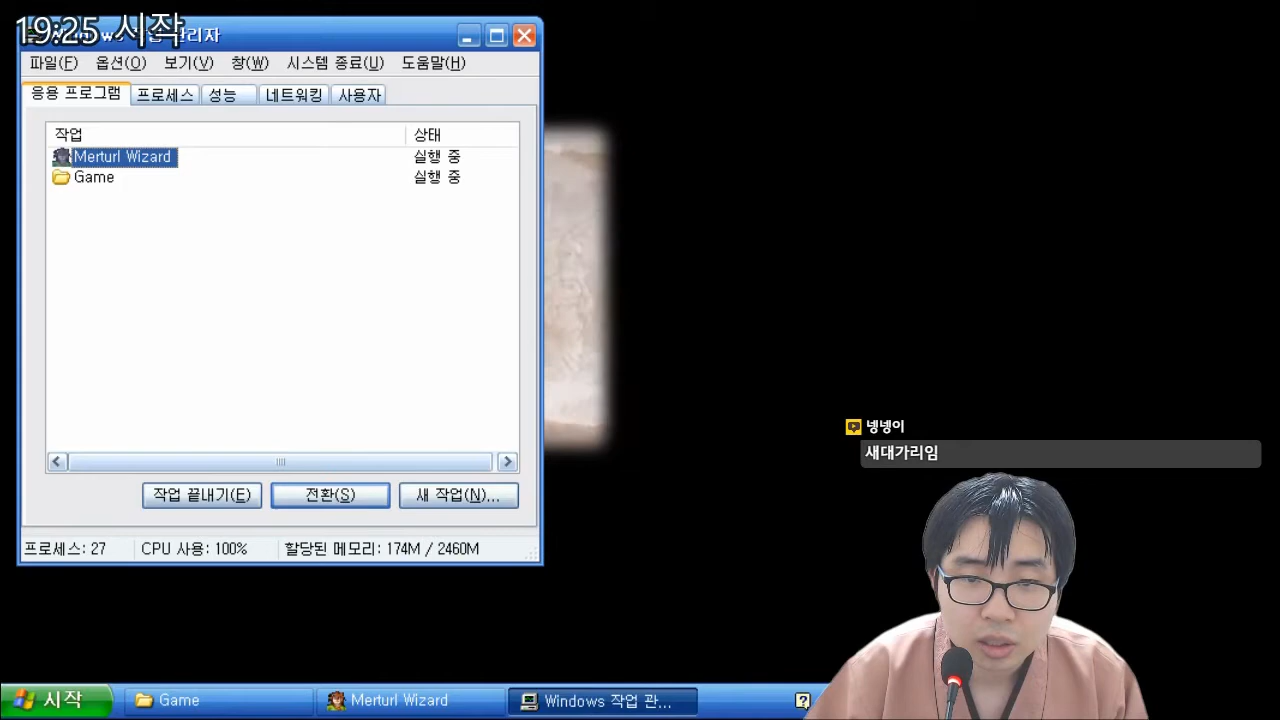 19:25 시작
관리자
파일(F) 옵션(O) 보기(V) 창(W) 시스템 종료(U) 도움말(H)
응용 프로그램 프로세스 성능 네트워킹 사용자
작업 상태
Merturl Wizard 실행 중
Game 실행 중
작업 끝내기(E) 전환(S) 새 작업(N)...
프로세스: 27 CPU 사용: 100% 할당된 메모리: 174M / 2460M
넹넹이
새대가리임
시작 Game Merturl Wizard Windows 작업 관... ?